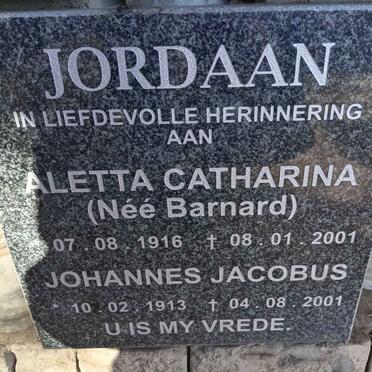 JORDAAN
IN LIEFDEVOLLE HERINNERING
AAN
ALETTA CATHARINA
(Néé Barnard)
07 . 08 . 1916 † 08 . 01 . 2001
JOHANNES JACOBUS
* 10 . 02 . 1913 † 04 . 08 . 2001
U IS MY VREDE.